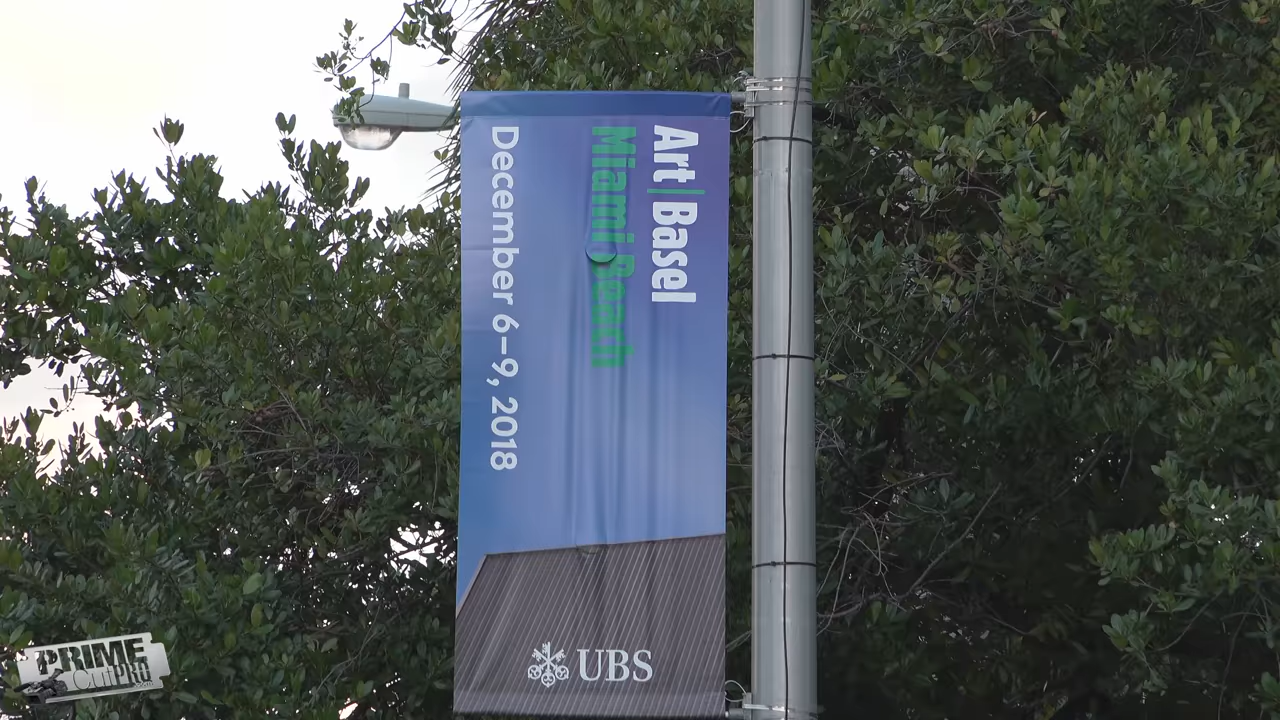 Art|Basel
Miami Beach
December 6–9, 2018
UBS
PRIME
CutPRO